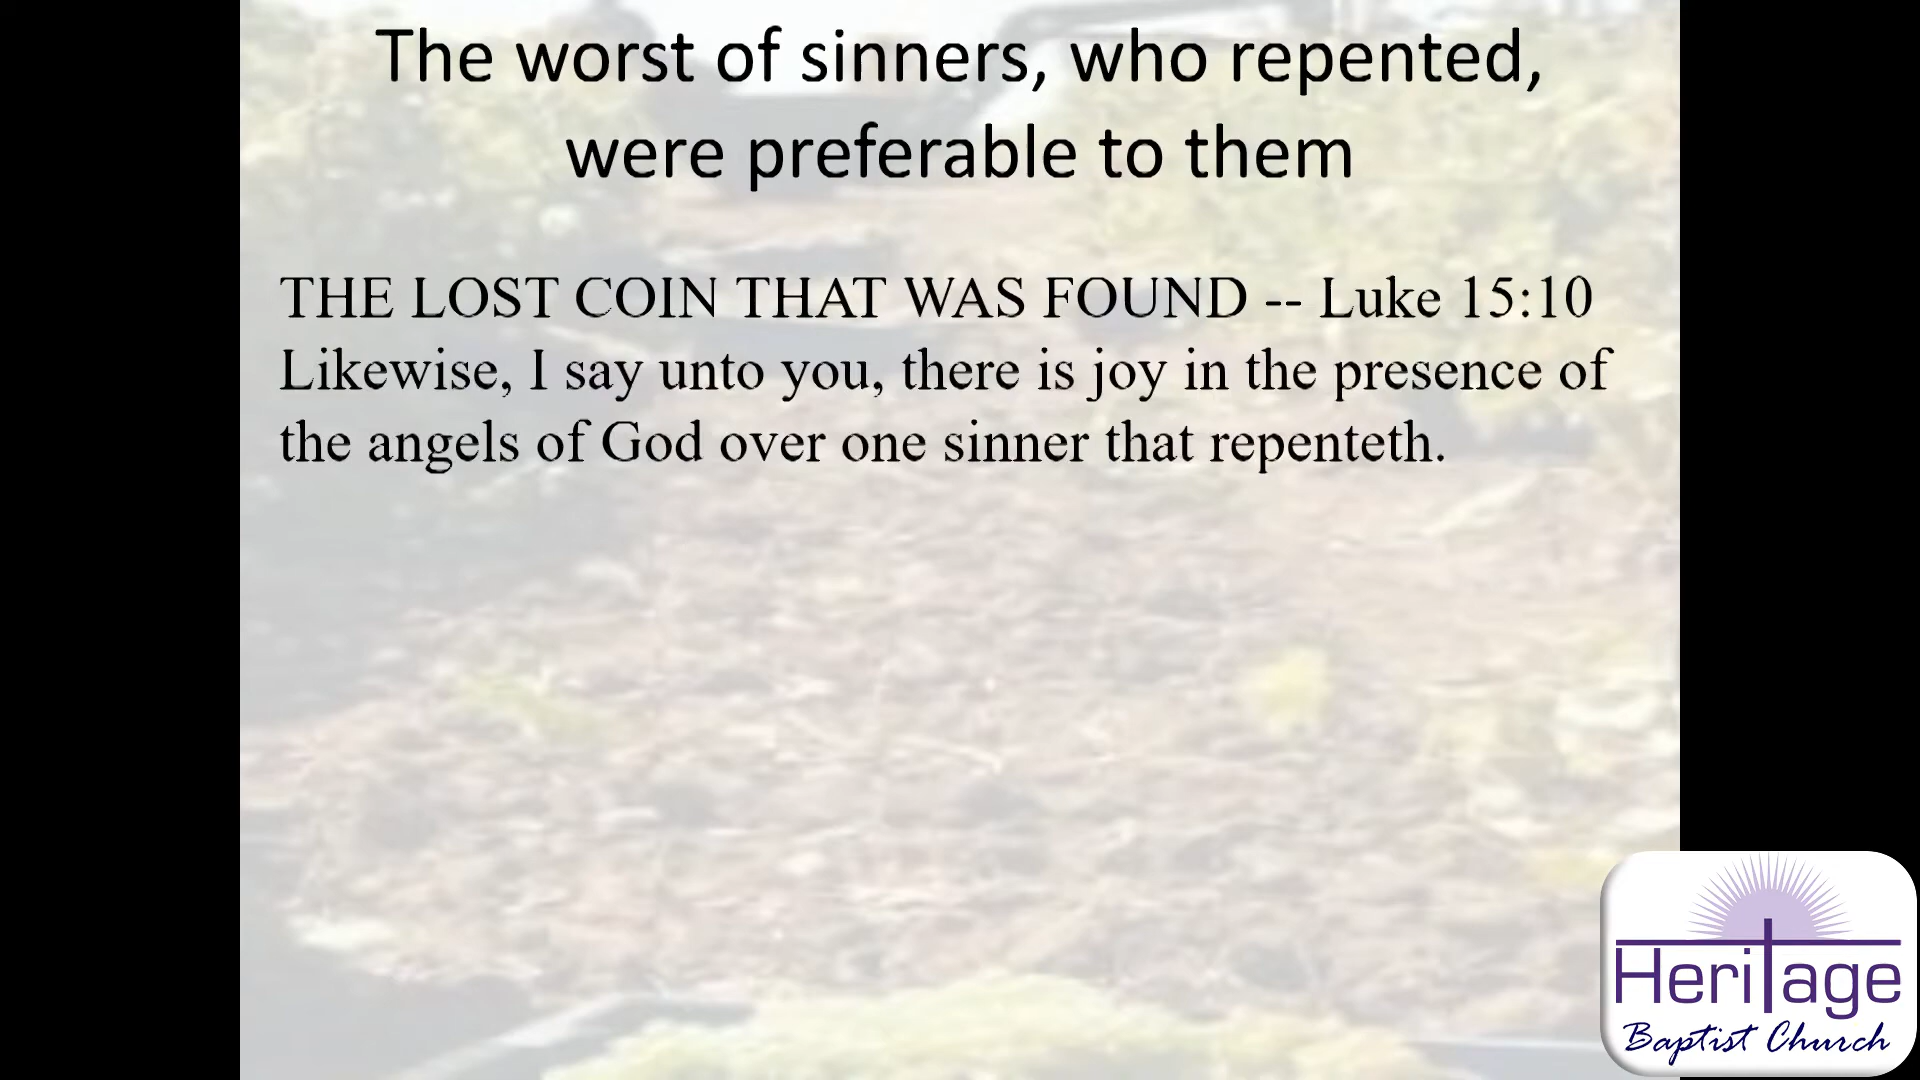 The worst of sinners, who repented,
were preferable to them
THE LOST COIN THAT WAS FOUND -- Luke 15:10
Likewise, I say unto you, there is joy in the presence of
the angels of God over one sinner that repenteth.
Heritage
Baptist Church